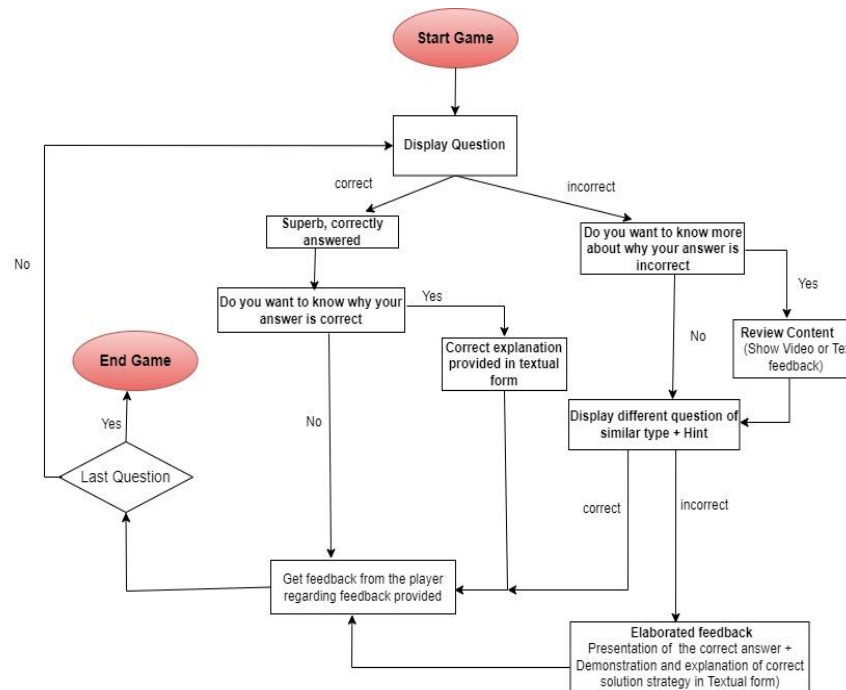 Start Game
Display Question
correct
incorrect
Superb, correctly
answered
Do you want to know more
about why your answer is
incorrect
No
Do you want to know why your
answer is correct
Yes
Yes
Review Content
(Show Video or
feedback)
Correct explanation
provided in textual
form
No
End Game
Display different question of
similar type + Hint
Yes
No
Last Question
correct
incorrect
Get feedback from the player
regarding feedback provided
Elaborated feedback
Presentation of the correct answer +
Demonstration and explanation of correct
solution strategy in Textual form)